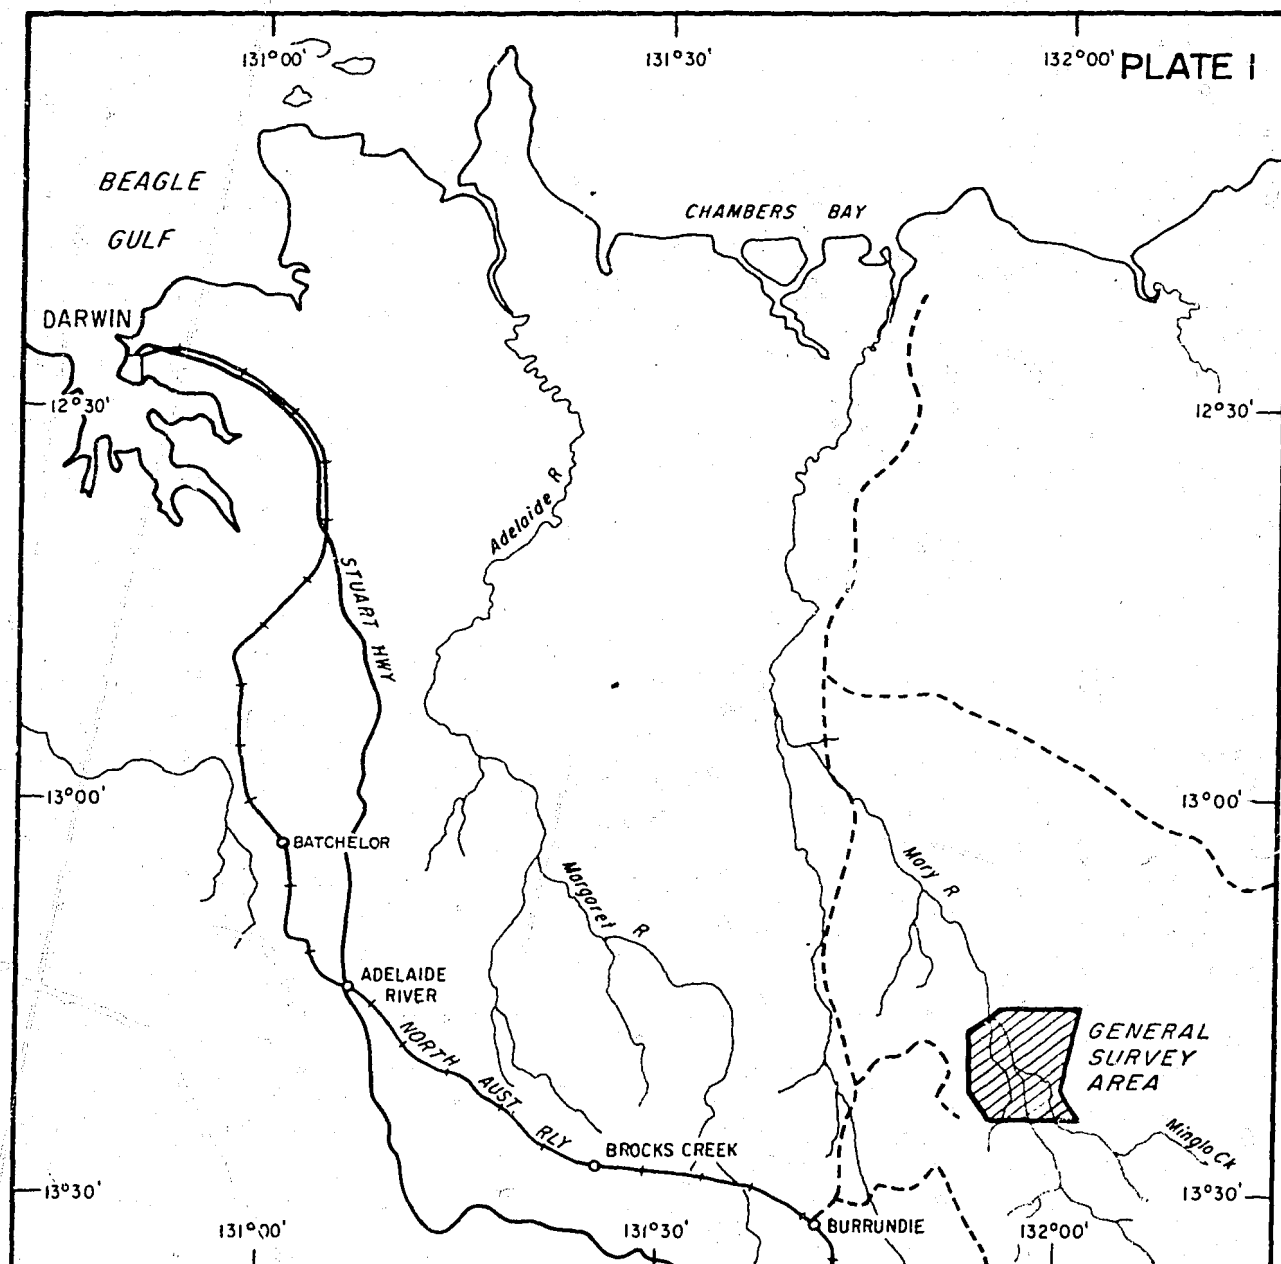 131°00'
131°30'
132°00'
PLATE 1
BEAGLE
GULF
CHAMBERS BAY
DARWIN
12°30'
12°30'
Adelaide R
STUART HWY
13°00'
13°00'
BATCHELOR
Mary R
Margaret R
ADELAIDE
RIVER
GENERAL
SURVEY
AREA
NORTH AUST RLY
Minglo Ck
BROCKS CREEK
13°30'
13°30'
131°00'
131°30'
132°00'
BURRUNDIE